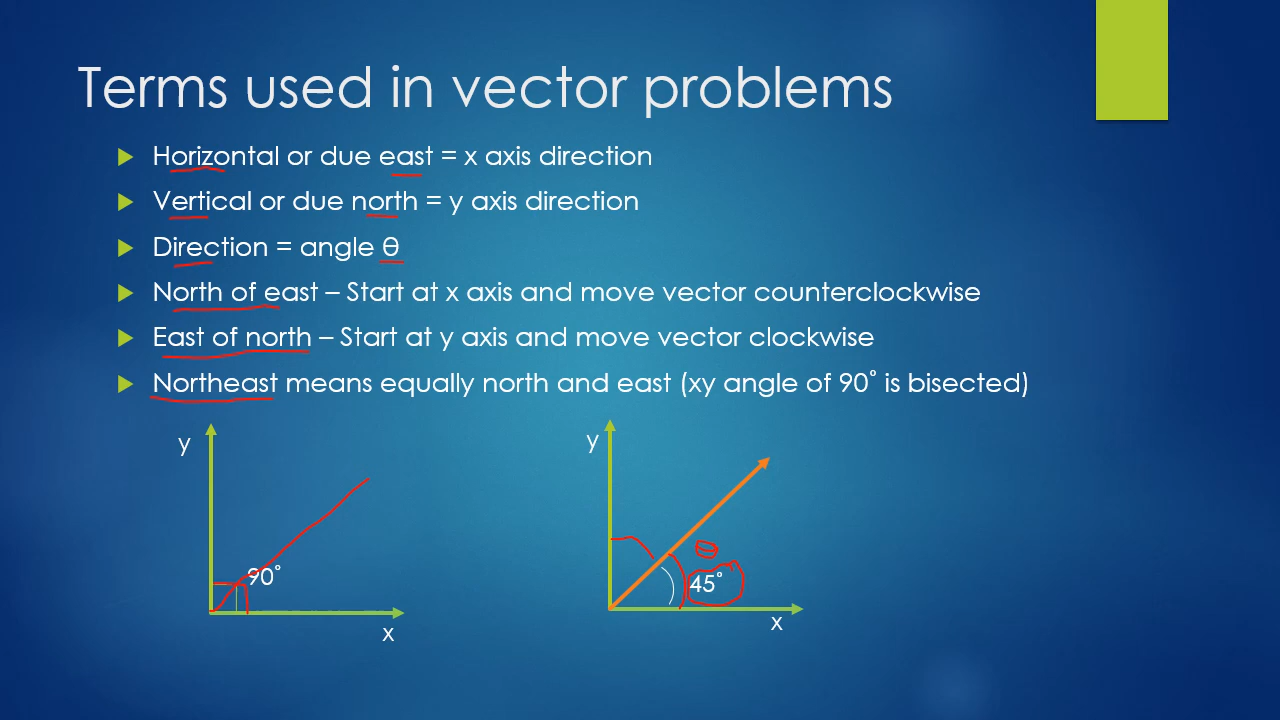 Terms used in vector problems
Horizontal or due east = x axis direction
Vertical or due north = y axis direction
Direction = angle θ
North of east – Start at x axis and move vector counterclockwise
East of north – Start at y axis and move vector clockwise
Northeast means equally north and east (xy angle of 90˚ is bisected)
y
90˚
x
y
θ
45˚
x